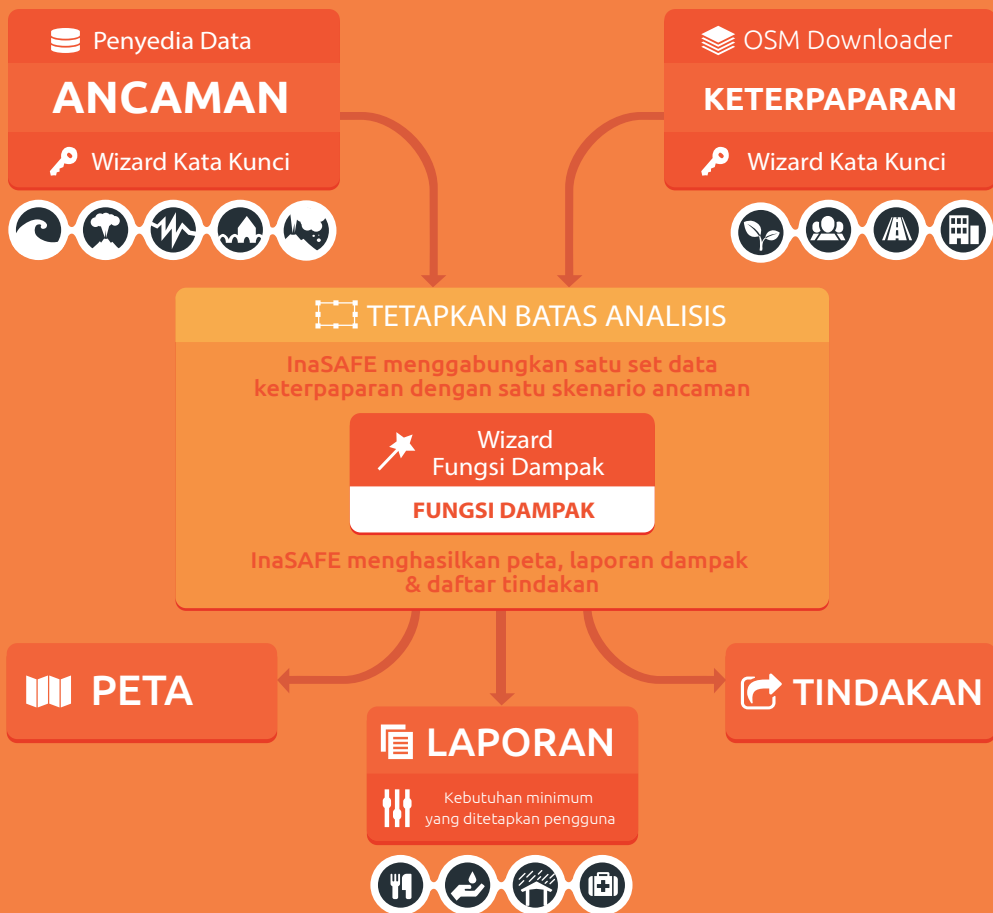 Penyedia Data
ANCAMAN
Wizard Kata Kunci
OSM Downloader
KETERPAPARAN
Wizard Kata Kunci
TETAPKAN BATAS ANALISIS
InaSAFE menggabungkan satu set data
keterpaparan dengan satu skenario ancaman
Wizard
Fungsi Dampak
FUNGSI DAMPAK
InaSAFE menghasilkan peta, laporan dampak
& daftar tindakan
PETA
TINDAKAN
LAPORAN
Kebutuhan minimum
yang ditetapkan pengguna